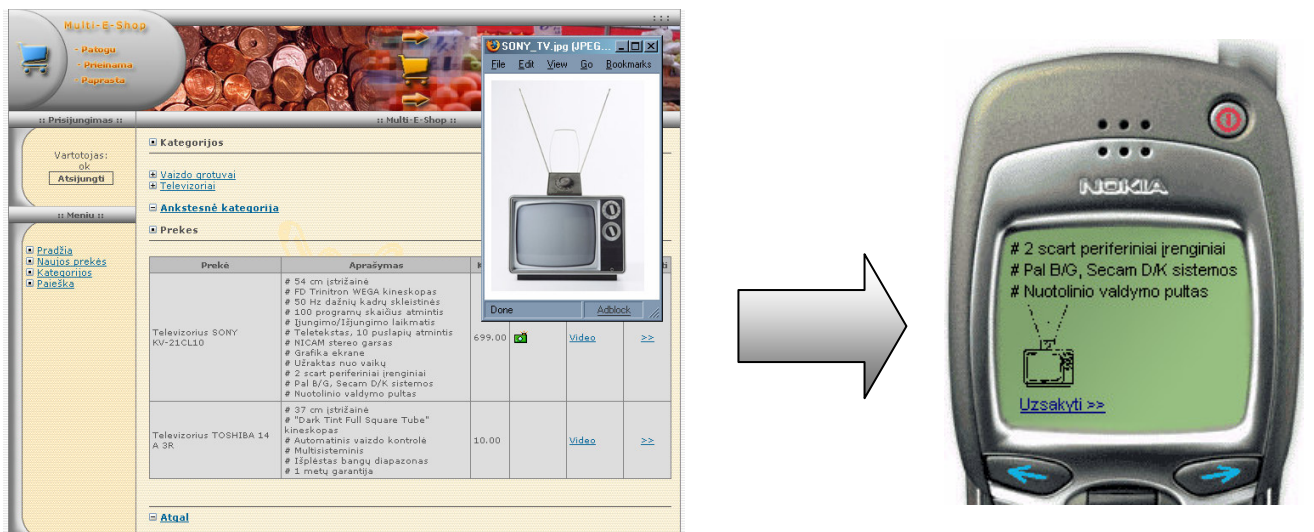 Multi-E-Shop
- Patogu
- Prieinama
- Paprasta
:::
:: Prisijungimas ::
:: Multi-E-Shop ::
Vartotojas:
ok
Atsijungti
:: Meniu ::
Pradžia
Naujos prekės
Kategorijos
Paieška
Kategorijos
Vaizdo grotuvai
Televizoriai
Ankstesnė kategorija
Prekes
Prekė
Aprašymas
K
ti
Televizorius SONY
KV-21CL10
# 54 cm įstrižainė
# FD Trinitron WEGA kineskopas
# 50 Hz dažnių kadrų skleistinės
# 100 programų skaičius atmintis
# Įjungimo/Išjungimo laikmatis
# Teletekstas, 10 puslapių atmintis
# NICAM stereo garsas
# Grafika ekrane
# Užraktas nuo vaikų
# 2 scart periferiniai įrenginiai
# Pal B/G, Secam D/K sistemos
# Nuotolinio valdymo pultas
699.00
Video
>>
Televizorius TOSHIBA 14
A 3R
# 37 cm įstrižainė
# "Dark Tint Full Square Tube"
kineskopas
# Automatinis vaizdo kontrolė
# Multisisteminis
# Išplėstas bangų diapazonas
# 1 metų garantija
10.00
Video
>>
Atgal
SONY_TV.jpg (JPEG...
File Edit View Go Bookmarks
Done
Adblock
NOKIA
# 2 scart periferiniai įrenginiai
# Pal B/G, Secam D/K sistemos
# Nuotolinio valdymo pultas
Uzsakyti >>